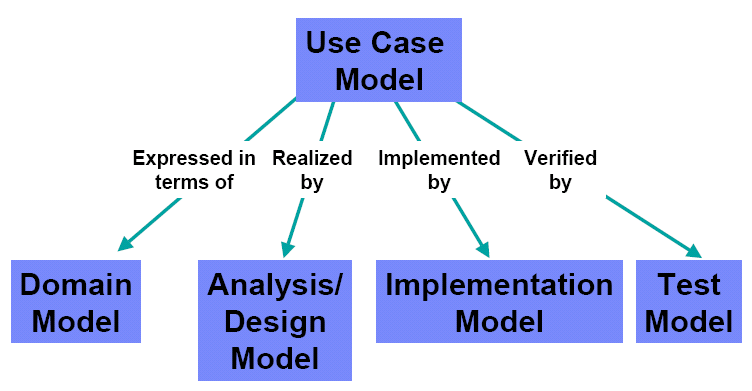 Use Case
Model
Expressed in
terms of
Realized
by
Implemented
by
Verified
by
Domain
Model
Analysis/
Design
Model
Implementation
Model
Test
Model